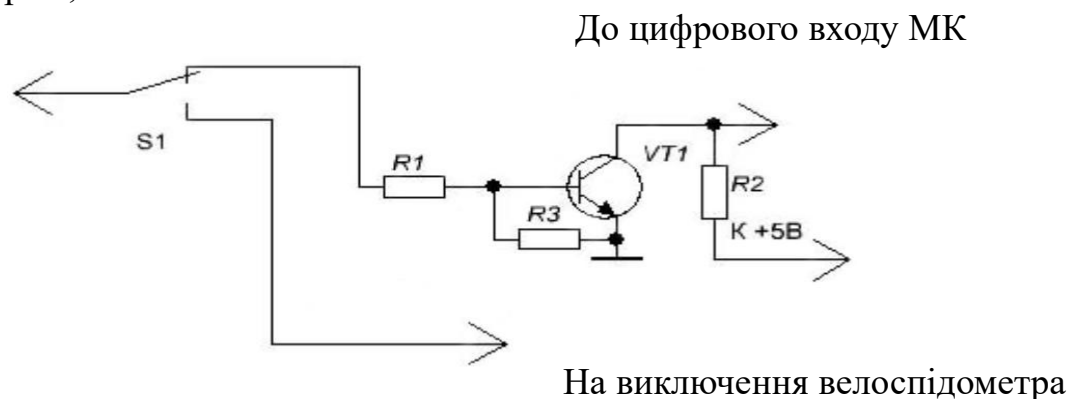 До цифрового входу МК
S1
R1
VT1
R2
R3
К +5В
На виключення велоспідометра